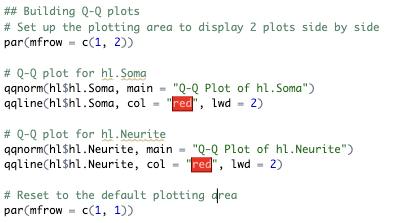 ## Building Q-Q plots
# Set up the plotting area to display 2 plots side by side
par(mfrow = c(1, 2))
# Q-Q plot for hl.Soma
qqnorm(hl$hl.Soma, main = "Q-Q Plot of hl.Soma")
qqline(hl$hl.Soma, col = "red", lwd = 2)
# Q-Q plot for hl.Neurite
qqnorm(hl$hl.Neurite, main = "Q-Q Plot of hl.Neurite")
qqline(hl$hl.Neurite, col = "red", lwd = 2)
# Reset to the default plotting area
par(mfrow = c(1, 1))